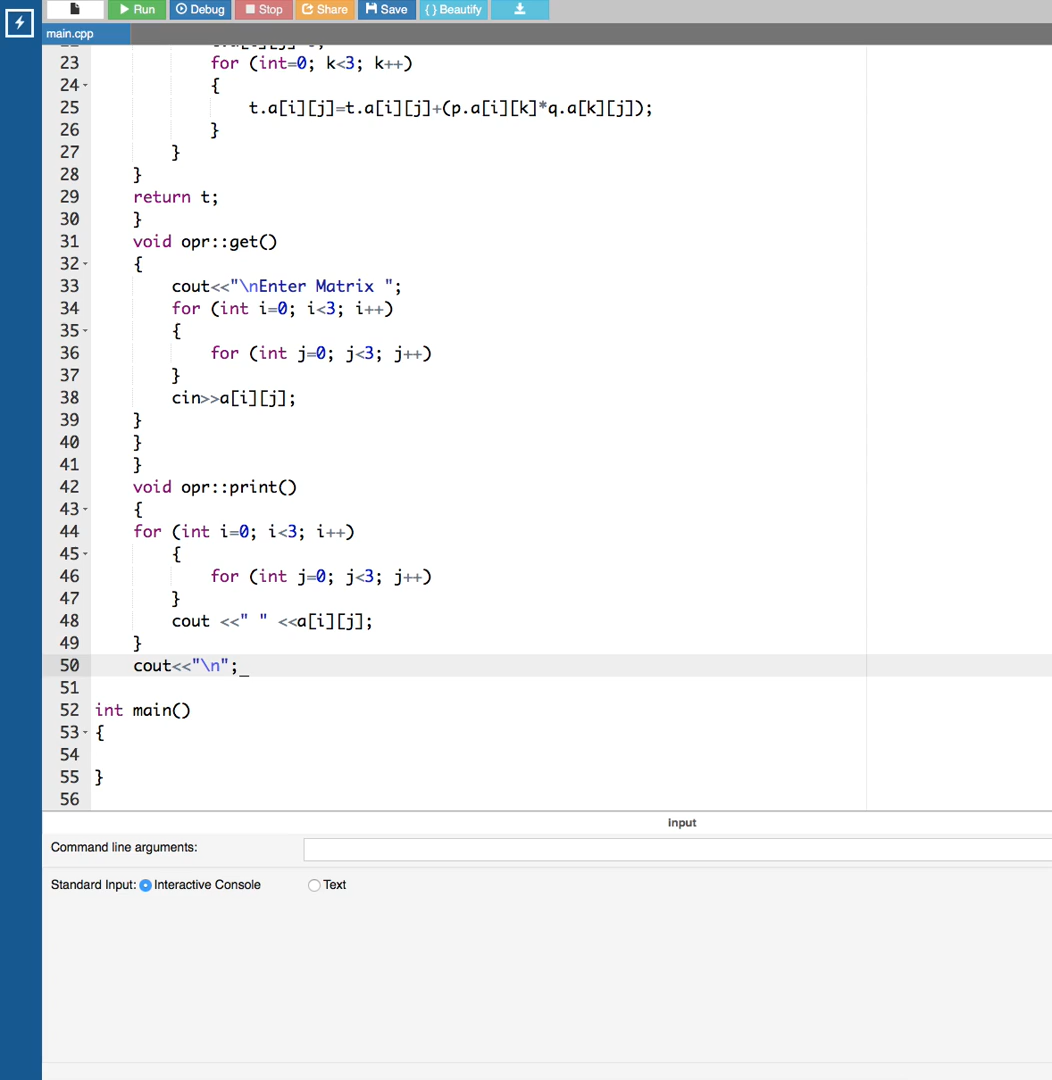 Run Debug Stop Share Save { } Beautify
main.cpp
23 for (int=0; k<3; k++)
24 {
25 t.a[i][j]=t.a[i][j]+(p.a[i][k]*q.a[k][j]);
26 }
27 }
28 }
29 return t;
30 }
31 void opr::get()
32 {
33 cout<<"\nEnter Matrix ";
34 for (int i=0; i<3; i++)
35 {
36 for (int j=0; j<3; j++)
37 }
38 cin>>a[i][j];
39 }
40 }
41 }
42 void opr::print()
43 {
44 for (int i=0; i<3; i++)
45 {
46 for (int j=0; j<3; j++)
47 }
48 cout <<" " <<a[i][j];
49 }
50 cout<<"\n";_
51
52 int main()
53 {
54
55 }
56
input
Command line arguments:
Standard Input: Interactive Console Text